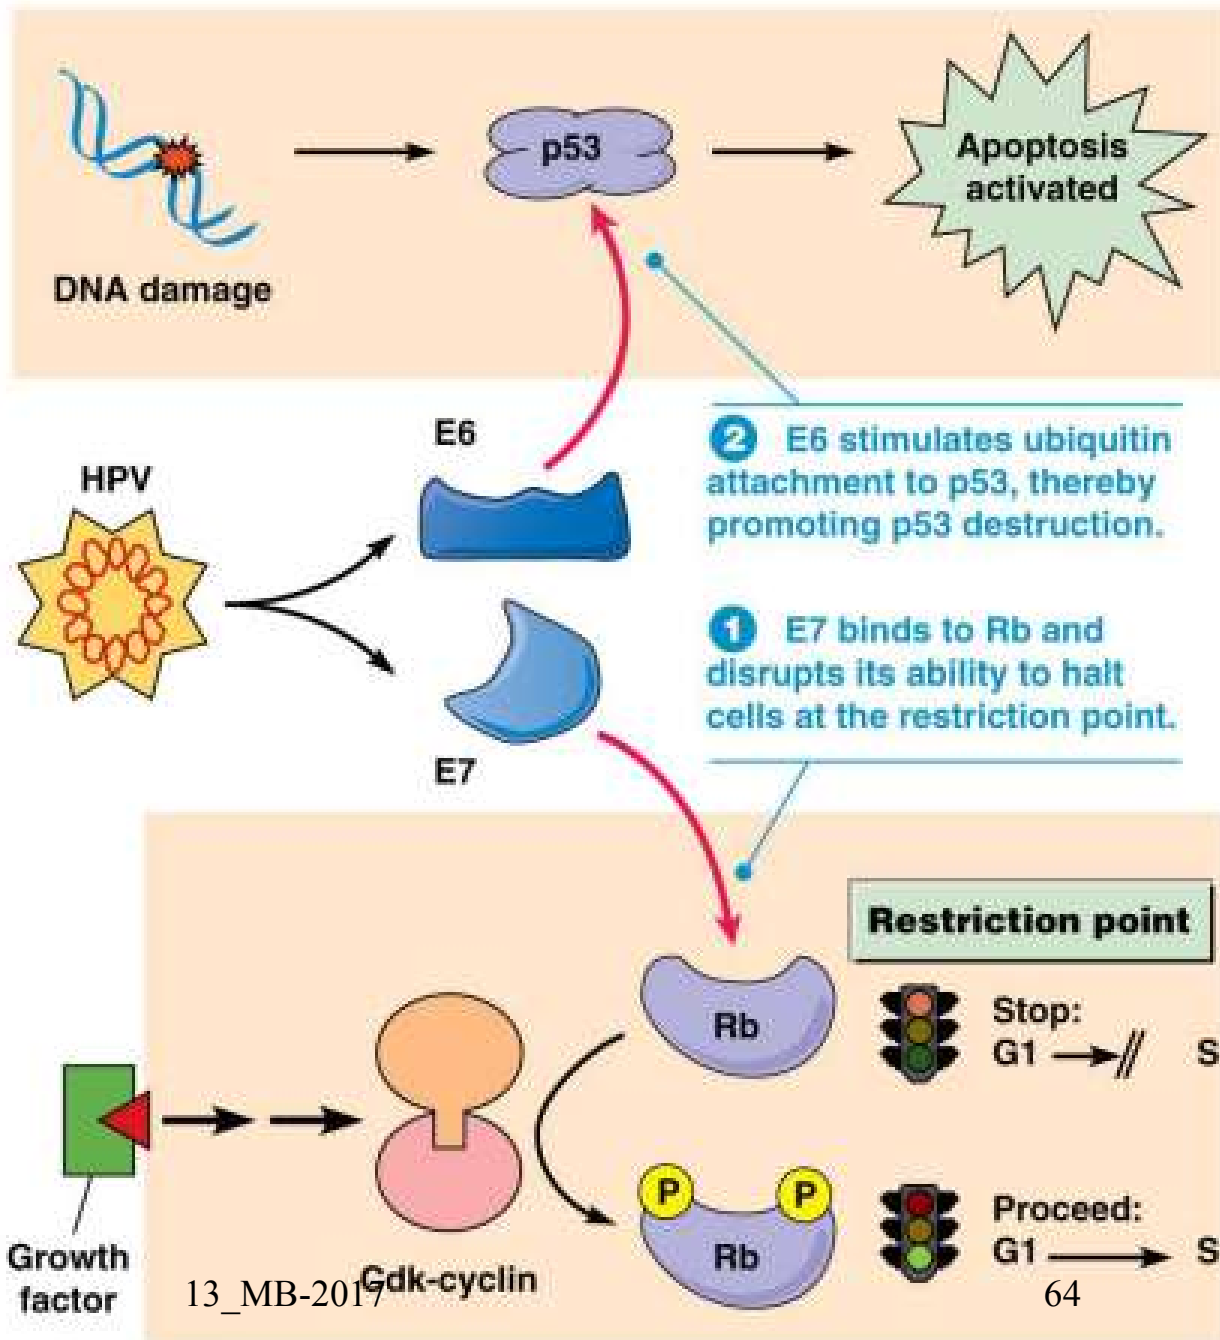 p53
Apoptosis
activated
DNA damage
E6
HPV
2 E6 stimulates ubiquitin
attachment to p53, thereby
promoting p53 destruction.
1 E7 binds to Rb and
disrupts its ability to halt
cells at the restriction point.
E7
Restriction point
Rb
Stop:
G1 S
P P
Rb
Proceed:
G1 S
Growth
factor
Cdk-cyclin
13_MB-2017
64